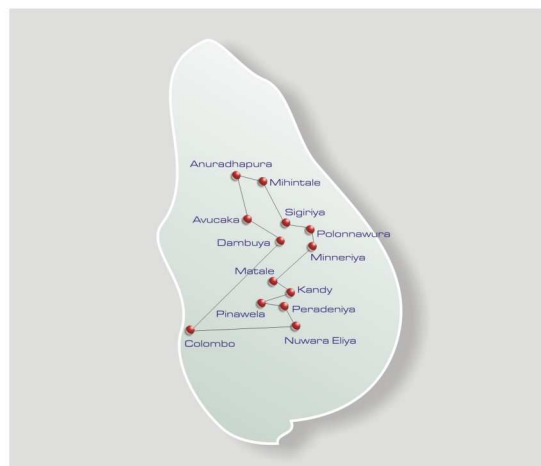 Anuradhapura
Mihintale
Sigiriya
Avucaka
Polonnawura
Dambuya
Minneriya
Matale
Kandy
Pinawela
Peradeniya
Colombo
Nuwara Eliya